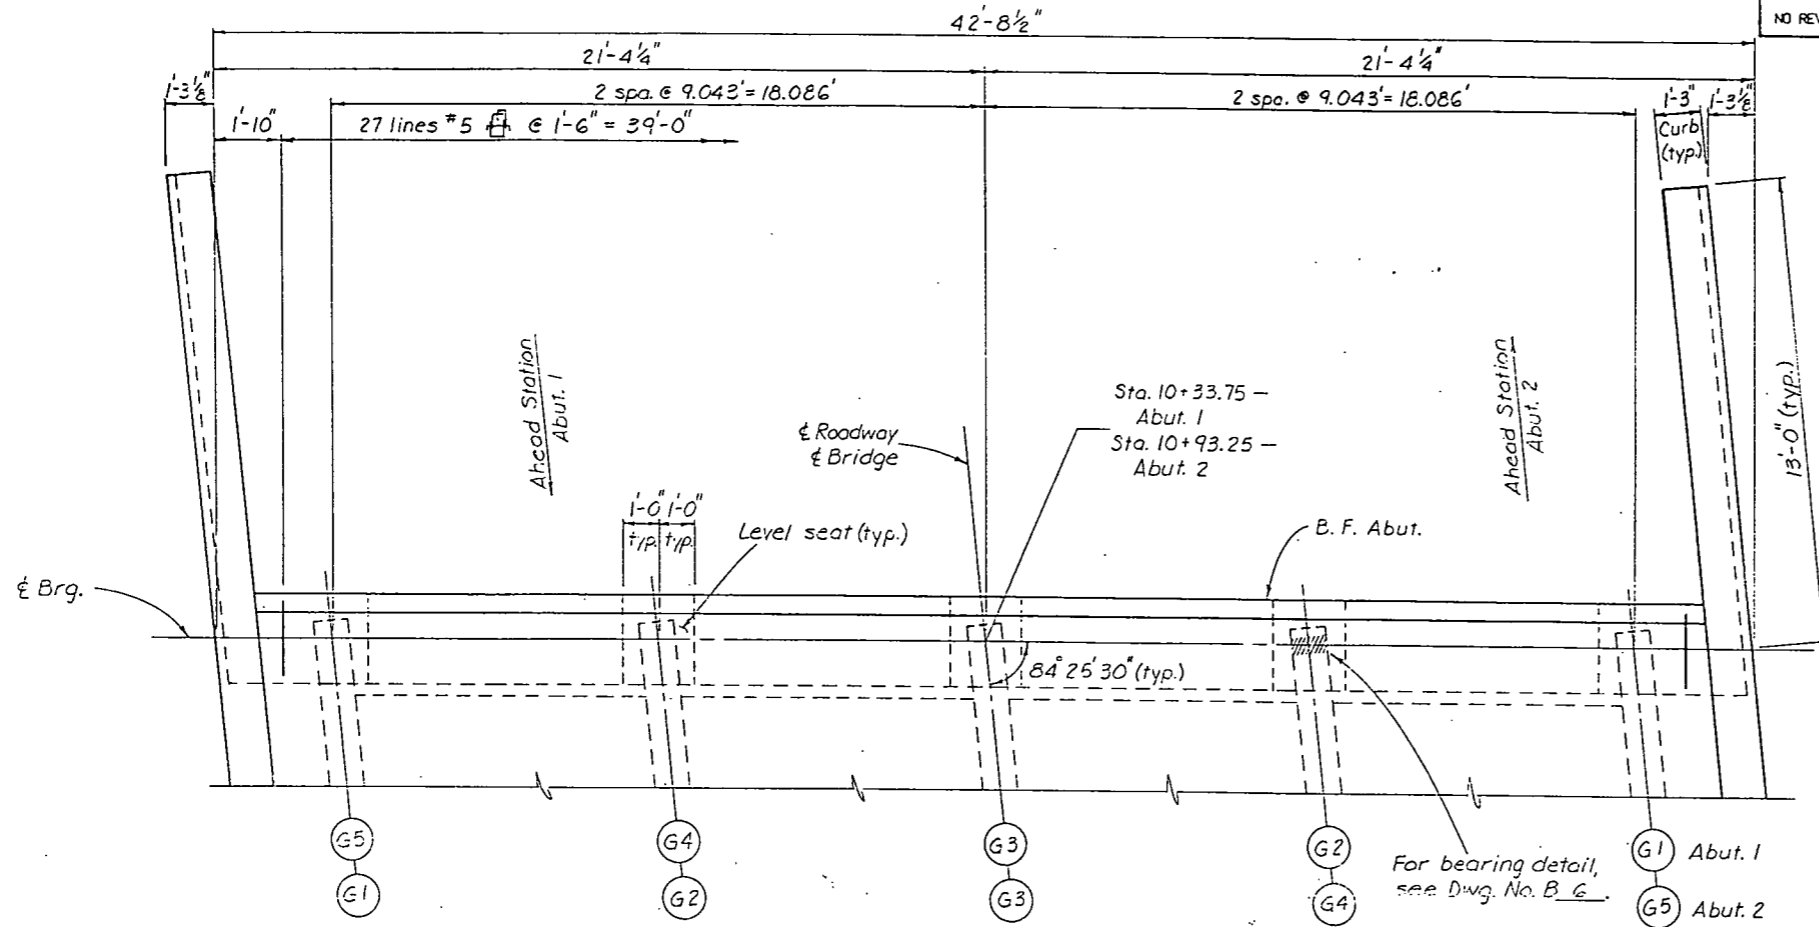 NO REV
42'-8½"
21'-4¼"
21'-4¼"
1'-3⅛"
2 spa. @ 9.043' = 18.086'
2 spa. @ 9.043' = 18.086'
1'-3"
1'-3⅛"
1'-10"
27 lines #5 @ 1'-6" = 39'-0"
Curb
(typ.)
Ahead Station
Abut. 1
Ahead Station
Abut. 2
13'-0" (typ.)
Sta. 10+33.75 —
Abut. 1
Sta. 10+93.25 —
Abut. 2
℄ Roadway
℄ Bridge
1'-0" 1'-0"
typ. typ.
Level seat (typ.)
B. F. Abut.
℄ Brg.
84° 25' 30" (typ.)
G5 G4 G3 G2 G1 Abut. 1
G1 G2 G3 G4 G5 Abut. 2
For bearing detail,
see Dwg. No. B 6.